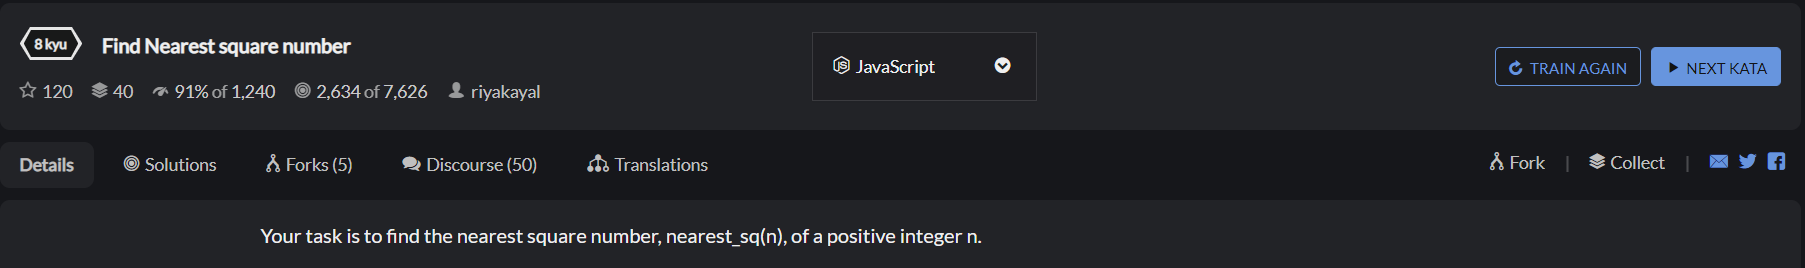 8 kyu Find Nearest square number
120 40 91% of 1,240 2,634 of 7,626 riyakayal
JS JavaScript
TRAIN AGAIN NEXT KATA
Details Solutions Forks (5) Discourse (50) Translations
Fork | Collect |
Your task is to find the nearest square number, nearest_sq(n), of a positive integer n.